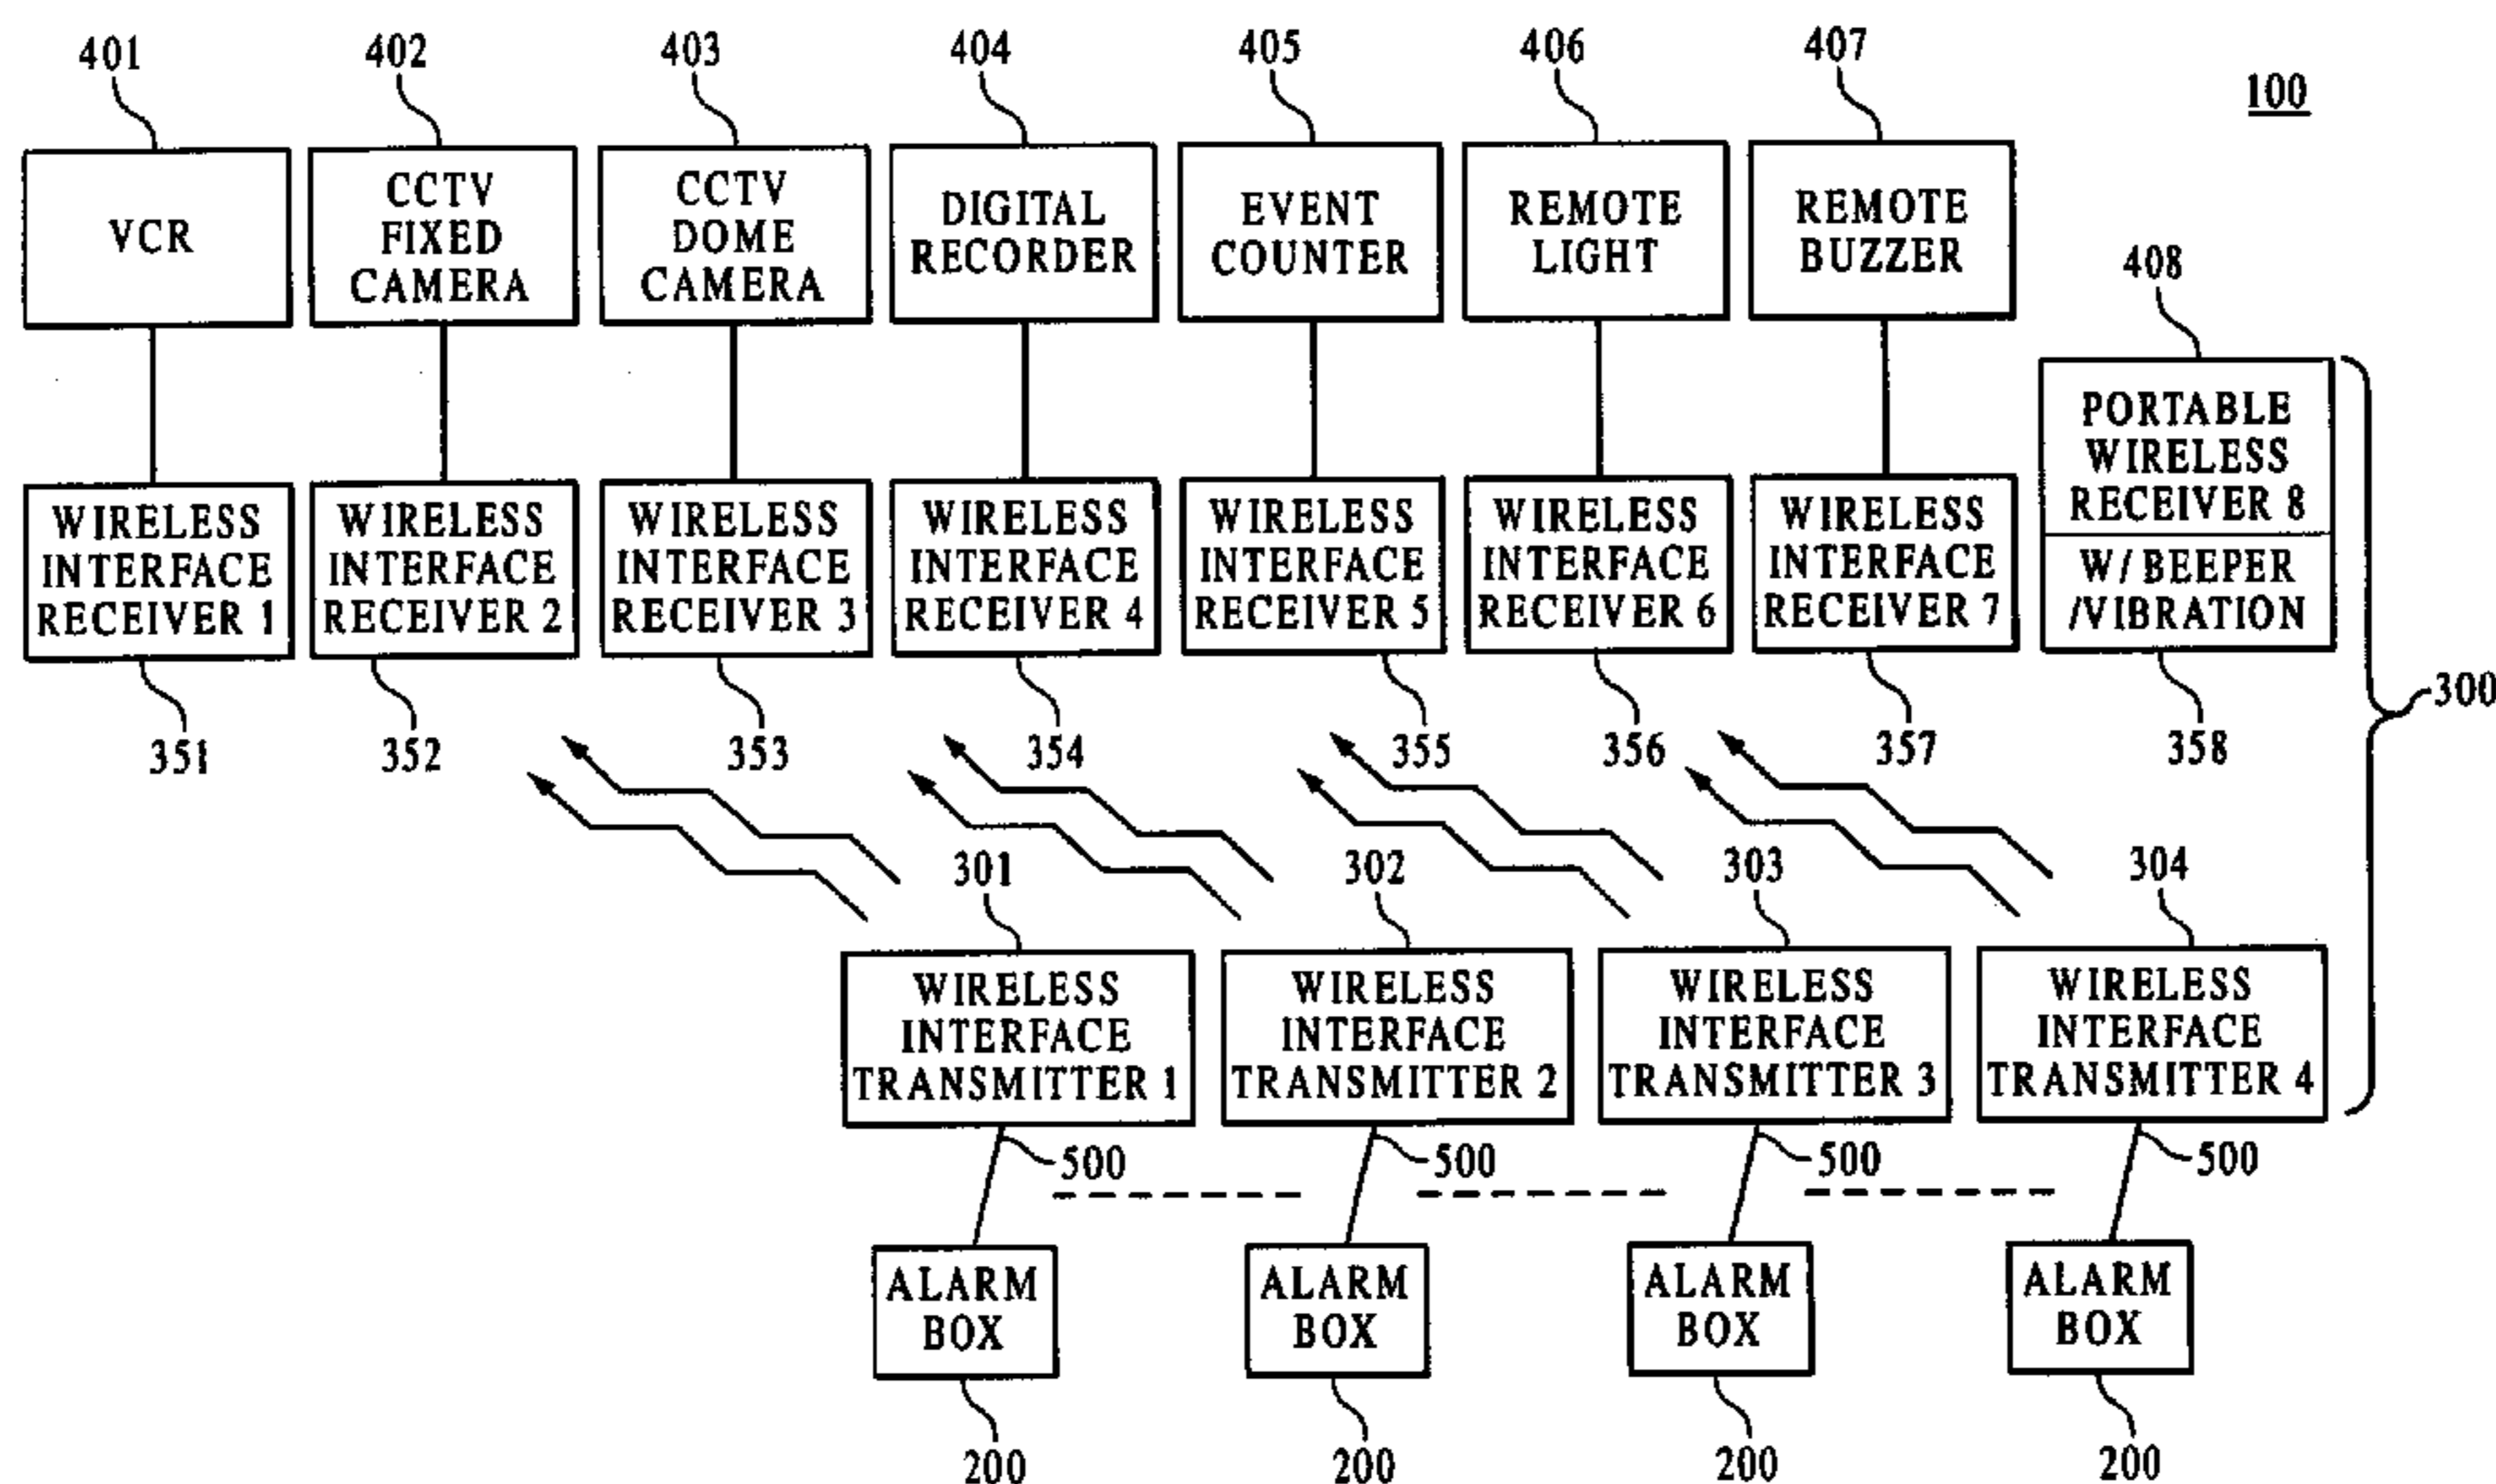 401
402
403
404
405
406
407
100
VCR
CCTV
FIXED
CAMERA
CCTV
DOME
CAMERA
DIGITAL
RECORDER
EVENT
COUNTER
REMOTE
LIGHT
REMOTE
BUZZER
408
PORTABLE
WIRELESS
RECEIVER 8
W/ BEEPER
/VIBRATION
WIRELESS
INTERFACE
RECEIVER 1
WIRELESS
INTERFACE
RECEIVER 2
WIRELESS
INTERFACE
RECEIVER 3
WIRELESS
INTERFACE
RECEIVER 4
WIRELESS
INTERFACE
RECEIVER 5
WIRELESS
INTERFACE
RECEIVER 6
WIRELESS
INTERFACE
RECEIVER 7
300
351
352
353
354
355
356
357
358
301
302
303
304
WIRELESS
INTERFACE
TRANSMITTER 1
WIRELESS
INTERFACE
TRANSMITTER 2
WIRELESS
INTERFACE
TRANSMITTER 3
WIRELESS
INTERFACE
TRANSMITTER 4
500
500
500
500
ALARM
BOX
ALARM
BOX
ALARM
BOX
ALARM
BOX
200
200
200
200